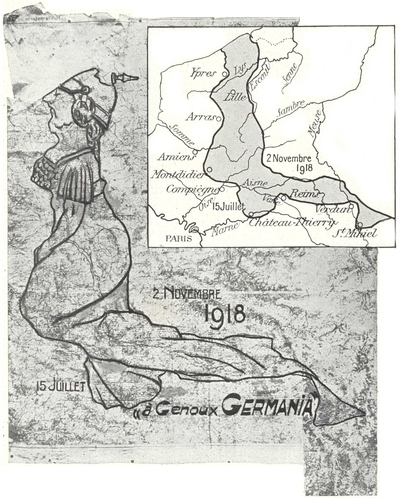 Ypres
Lys
Escaut
Senne
Lille
Arras
Sambre
Meuse
Somme
Amiens
2 Novembre
1918
Montdidier
Compiègne
Aisne
Oise
15 Juillet
Vesle
Reims
Verdun
Château-Thierry
St. Mihiel
PARIS
Marne
2 NOVEMBRE
1918
15 JUILLET
"à Genoux GERMANIA"